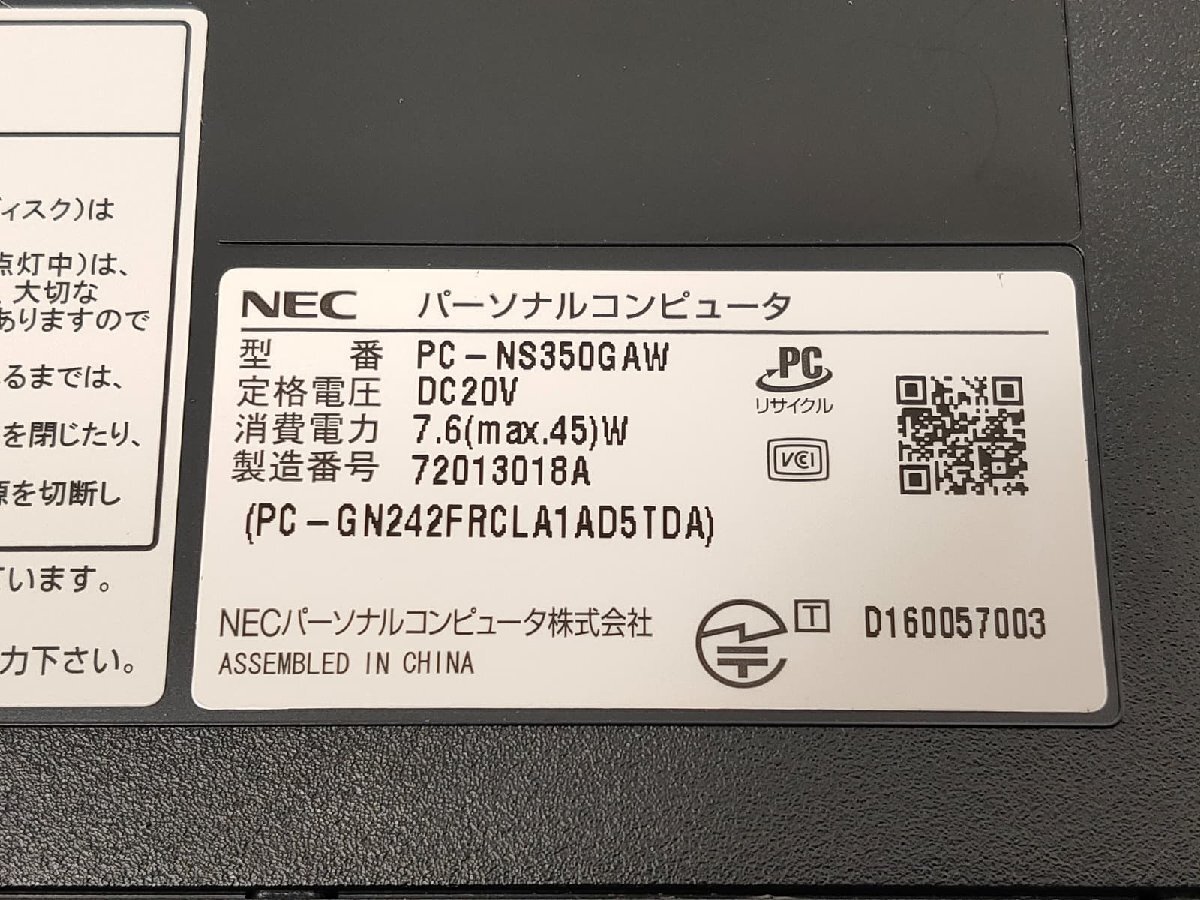 ィスク)は
点灯中)は、
、大切な
ありますので
るまでは、
を閉じたり、
源を切断し
ています。
力下さい。
NEC パーソナルコンピュータ
型 番 PC-NS350GAW
定格電圧 DC20V
消費電力 7.6(max.45)W
製造番号 72013018A
(PC-GN242FRCLA1AD5TDA)
PC
リサイクル
VCI
NECパーソナルコンピュータ株式会社
ASSEMBLED IN CHINA
T D160057003